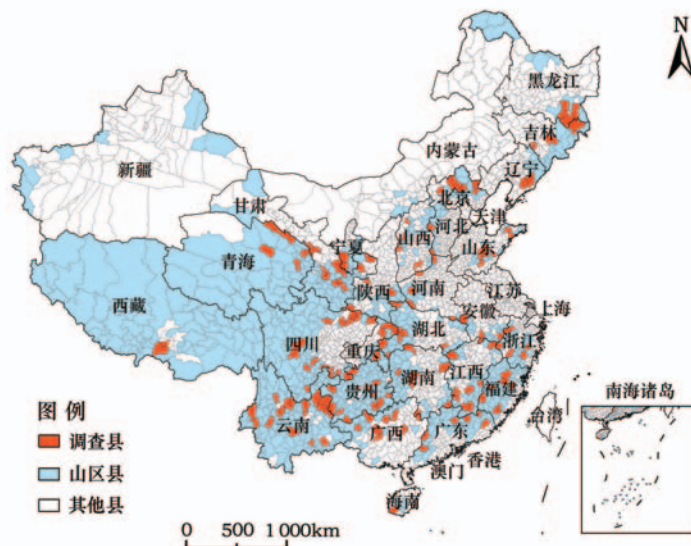 N
黑龙江
吉林
内蒙古
新疆
辽宁
北京
甘肃
天津
宁夏
河北
山西
山东
青海
陕西
河南
江苏
西藏
安徽
上海
湖北
四川
重庆
浙江
江西
湖南
贵州
福建
南海诸岛
图例
台湾
调查县
云南
广西
广东
香港
山区县
澳门
其他县
海南
0 500 1 000km